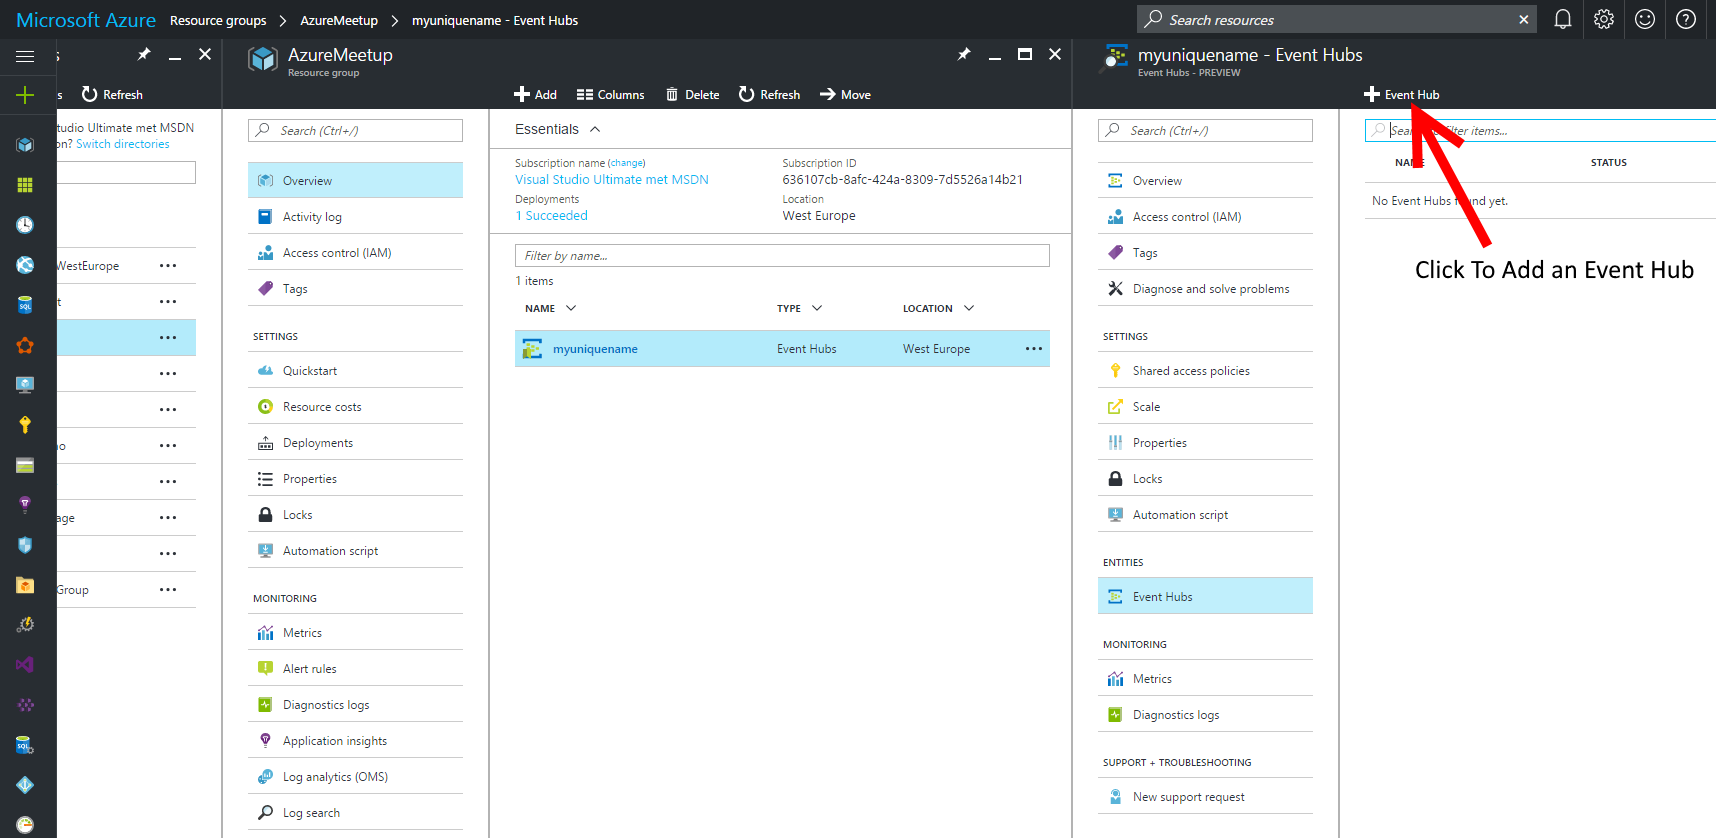 Microsoft Azure Resource groups > AzureMeetup > myuniquename - Event Hubs
Search resources
s
s Refresh
tudio Ultimate met MSDN
on? Switch directories
WestEurope
t
no
age
Group
AzureMeetup
Resource group
Add Columns Delete Refresh Move
Search (Ctrl+/)
Overview
Activity log
Access control (IAM)
Tags
SETTINGS
Quickstart
Resource costs
Deployments
Properties
Locks
Automation script
MONITORING
Metrics
Alert rules
Diagnostics logs
Application insights
Log analytics (OMS)
Log search
Essentials
Subscription name (change)
Visual Studio Ultimate met MSDN
Deployments
1 Succeeded
Subscription ID
636107cb-8afc-424a-8309-7d5526a14b21
Location
West Europe
Filter by name...
1 items
NAME TYPE LOCATION
myuniquename Event Hubs West Europe
myuniquename - Event Hubs
Event Hubs - PREVIEW
Search (Ctrl+/)
Overview
Access control (IAM)
Tags
Diagnose and solve problems
SETTINGS
Shared access policies
Scale
Properties
Locks
Automation script
ENTITIES
Event Hubs
MONITORING
Metrics
Diagnostics logs
SUPPORT + TROUBLESHOOTING
New support request
Event Hub
Search to filter items...
NAME STATUS
No Event Hubs found yet.
Click To Add an Event Hub